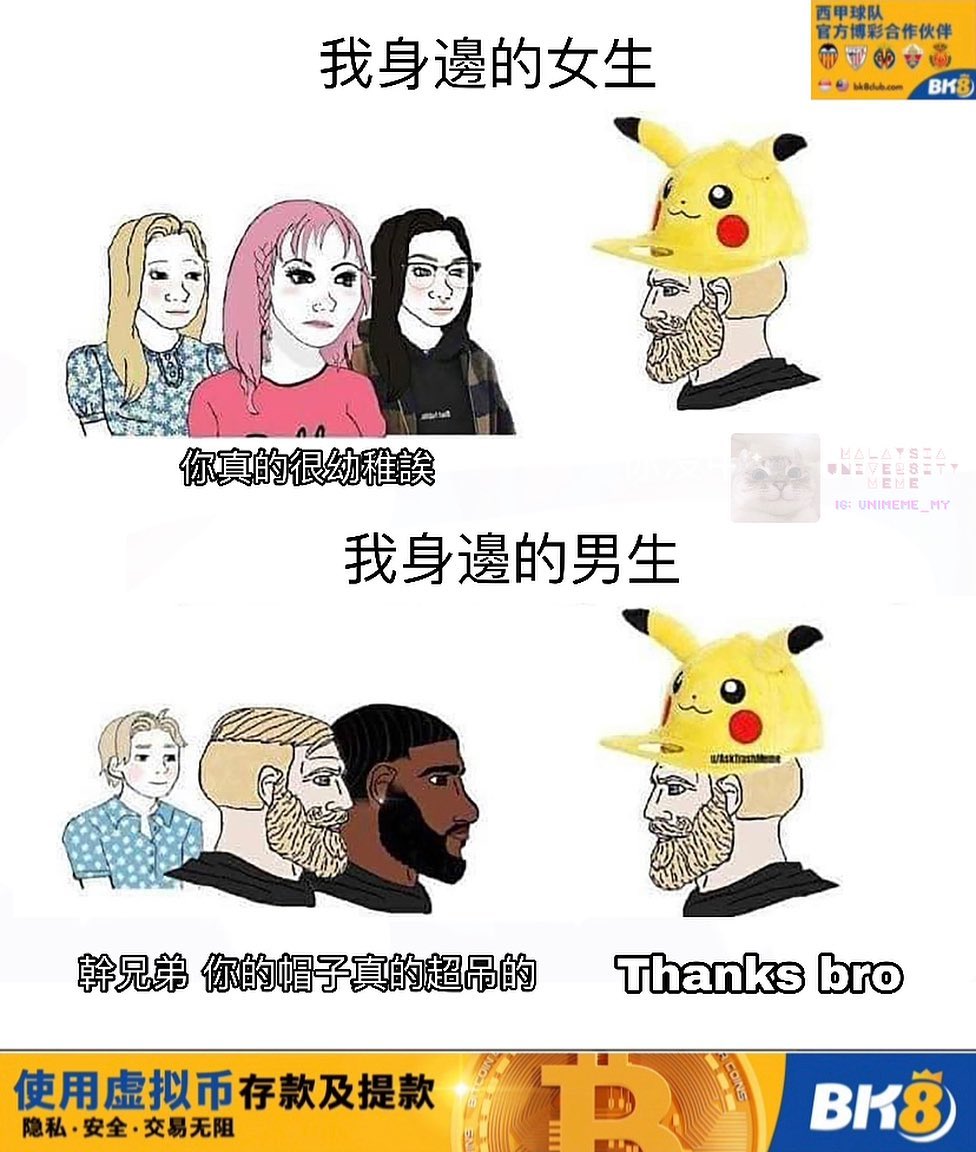 西甲球队
官方博彩合作伙伴
bk8club.com
BK8
我身邊的女生
你真的很幼稚誒
MALAYSIA
UNIVERSITY
MEME
IG: UNIMEME_MY
我身邊的男生
u/AskTrashMeme
幹兄弟 你的帽子真的超吊的
Thanks bro
使用虚拟币存款及提款
隐私·安全·交易无阻
BK8